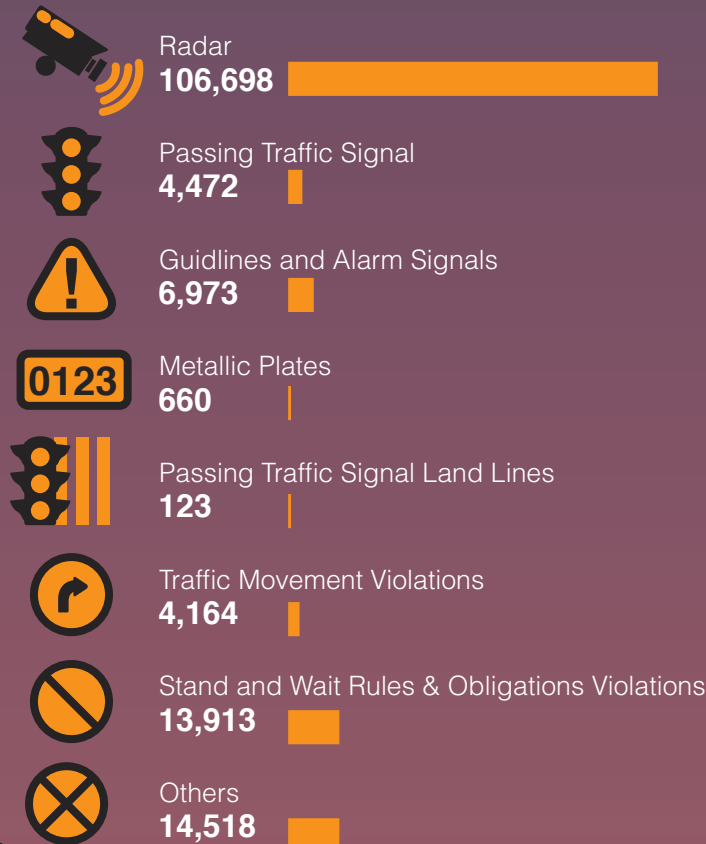 Radar
106,698
Passing Traffic Signal
4,472
Guidlines and Alarm Signals
6,973
0123
Metallic Plates
660
Passing Traffic Signal Land Lines
123
Traffic Movement Violations
4,164
Stand and Wait Rules & Obligations Violations
13,913
Others
14,518